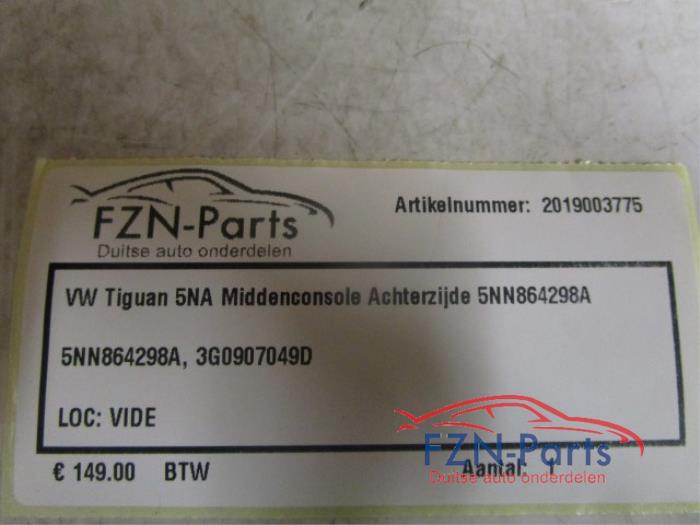 FZN-Parts
Duitse auto onderdelen
Artikelnummer: 2019003775
VW Tiguan 5NA Middenconsole Achterzijde 5NN864298A
5NN864298A, 3G0907049D
LOC: VIDE
€ 149.00 BTW
Aantal: 1
FZN-Parts
Duitse auto onderdelen